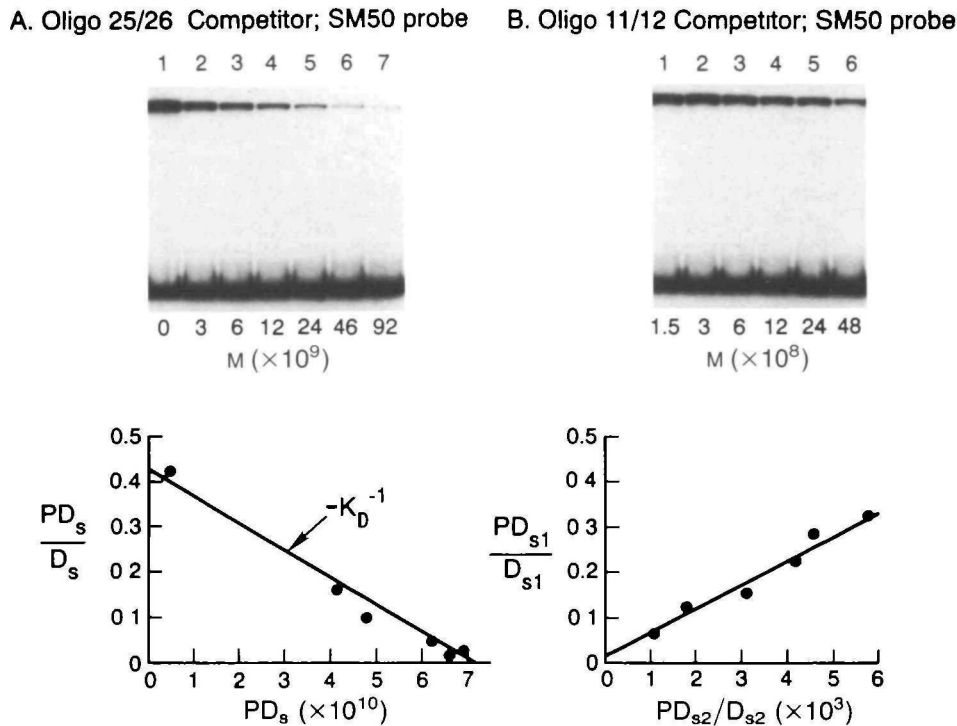 A. Oligo 25/26 Competitor; SM50 probe
1 2 3 4 5 6 7
0 3 6 12 24 46 92
M (×10⁹)
B. Oligo 11/12 Competitor; SM50 probe
1 2 3 4 5 6
1.5 3 6 12 24 48
M (×10⁸)
0.5
0 4
0.3
0.2
0 1
0
PDs
Ds
-KD⁻¹
0 1 2 3 4 5 6 7
PDs (×10¹⁰)
0.5
0 4
0.3
0.2
0 1
0
PDs1
Ds1
0 1 2 3 4 5 6
PDs2/Ds2 (×10³)